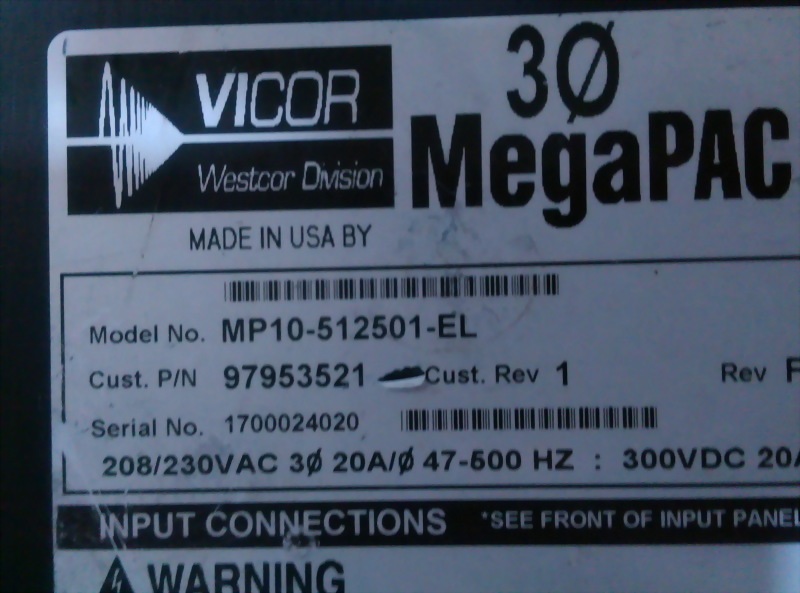 VICOR
Westcor Division
3Ø
MegaPAC
MADE IN USA BY
Model No. MP10-512501-EL
Cust. P/N 97953521 Cust. Rev 1 Rev F
Serial No. 1700024020
208/230VAC 3Ø 20A/Ø 47-500 HZ : 300VDC 20A
INPUT CONNECTIONS *SEE FRONT OF INPUT PANEL
WARNING